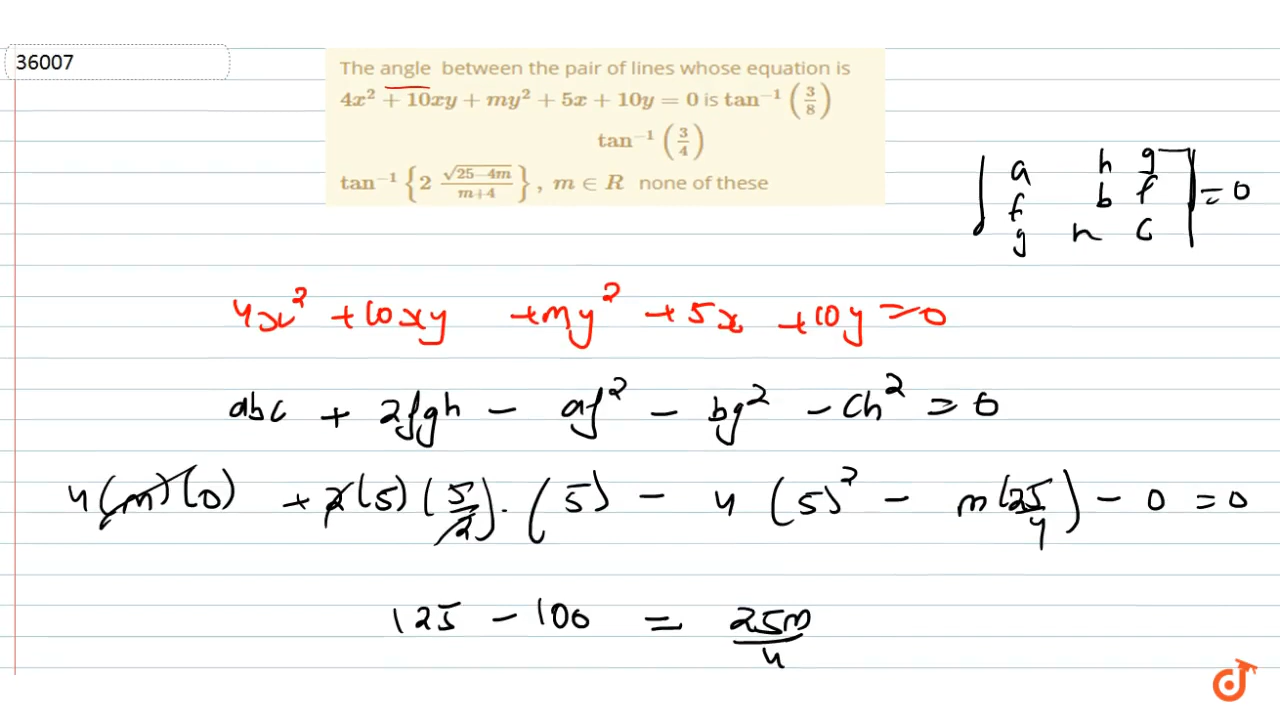 36007
The angle between the pair of lines whose equation is
4x² + 10xy + my² + 5x + 10y = 0 is tan⁻¹ (3/8)
tan⁻¹ (3/4)
tan⁻¹ {2 √(25−4m)/(m+4)}, m ∈ R none of these
| a h g |
| f b f | = 0
| g h c |
4x² + 10xy + my² + 5x + 10y = 0
abc + 2fgh − af² − bg² − ch² = 0
4(m)(0) + 2(5)(5/2).(5) − 4(5)² − m(25/4) − 0 = 0
125 − 100 = 25m/4